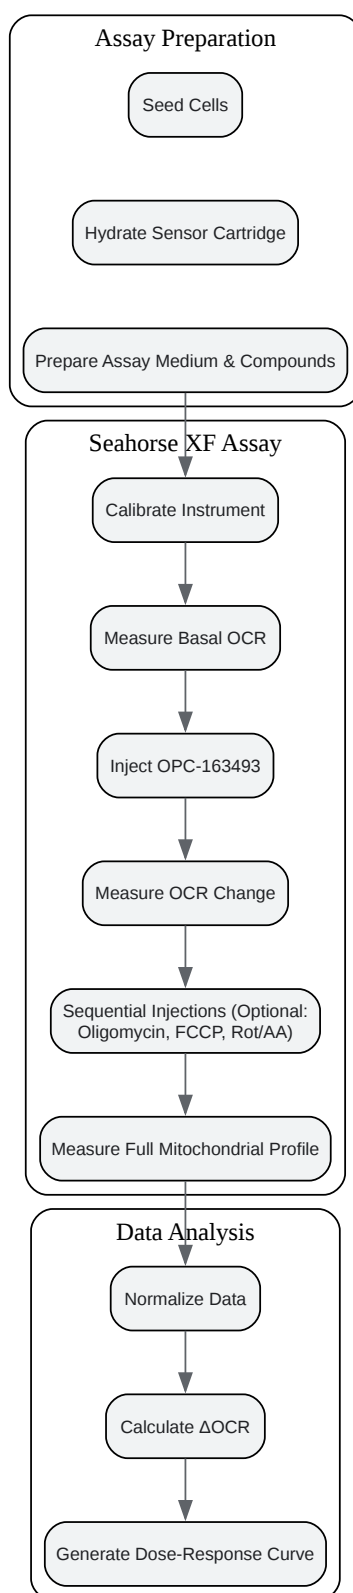 Assay Preparation
Seed Cells
Hydrate Sensor Cartridge
Prepare Assay Medium & Compounds
Seahorse XF Assay
Calibrate Instrument
Measure Basal OCR
Inject OPC-163493
Measure OCR Change
Sequential Injections (Optional:
Oligomycin, FCCP, Rot/AA)
Measure Full Mitochondrial Profile
Data Analysis
Normalize Data
Calculate ΔOCR
Generate Dose-Response Curve